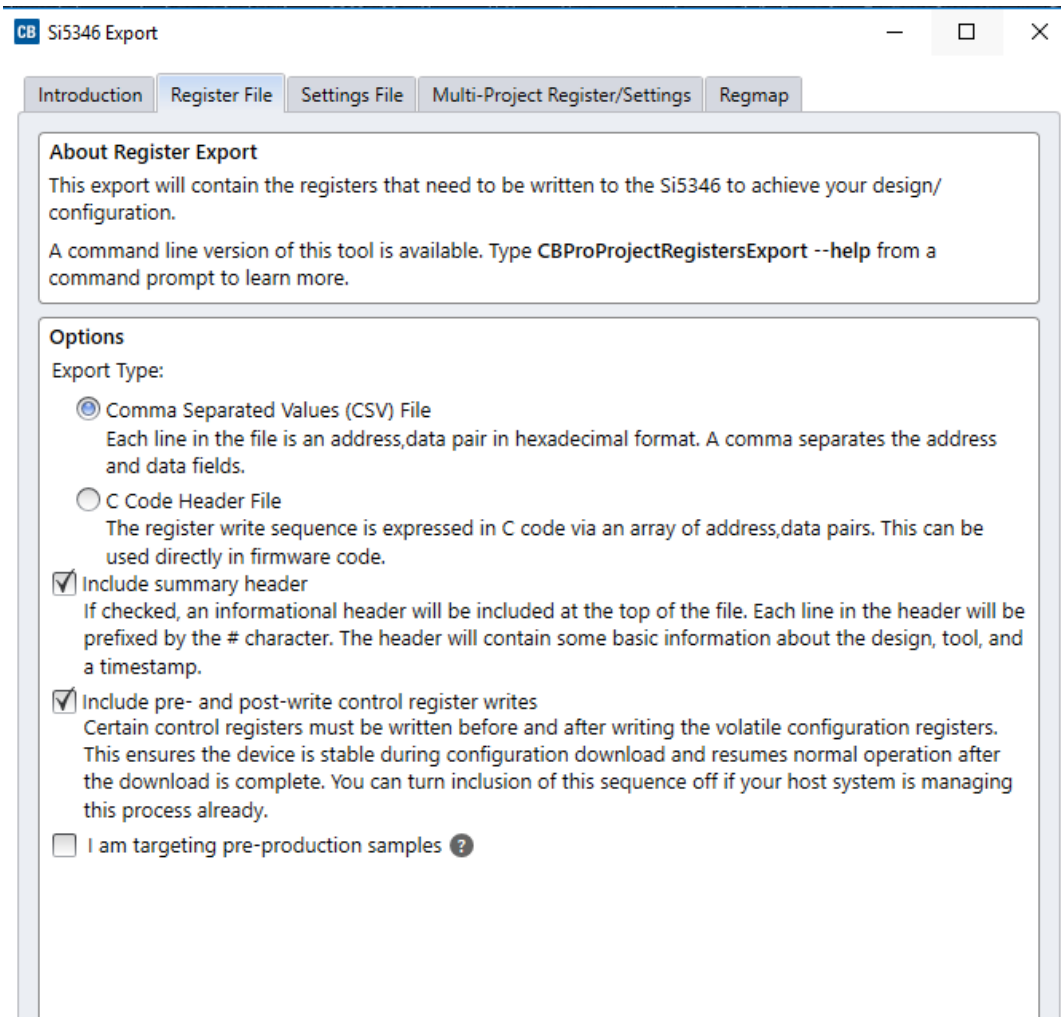 CB Si5346 Export
Introduction Register File Settings File Multi-Project Register/Settings Regmap
About Register Export
This export will contain the registers that need to be written to the Si5346 to achieve your design/
configuration.
A command line version of this tool is available. Type CBProProjectRegistersExport --help from a
command prompt to learn more.
Options
Export Type:
Comma Separated Values (CSV) File
Each line in the file is an address,data pair in hexadecimal format. A comma separates the address
and data fields.
C Code Header File
The register write sequence is expressed in C code via an array of address,data pairs. This can be
used directly in firmware code.
Include summary header
If checked, an informational header will be included at the top of the file. Each line in the header will be
prefixed by the # character. The header will contain some basic information about the design, tool, and
a timestamp.
Include pre- and post-write control register writes
Certain control registers must be written before and after writing the volatile configuration registers.
This ensures the device is stable during configuration download and resumes normal operation after
the download is complete. You can turn inclusion of this sequence off if your host system is managing
this process already.
I am targeting pre-production samples ?